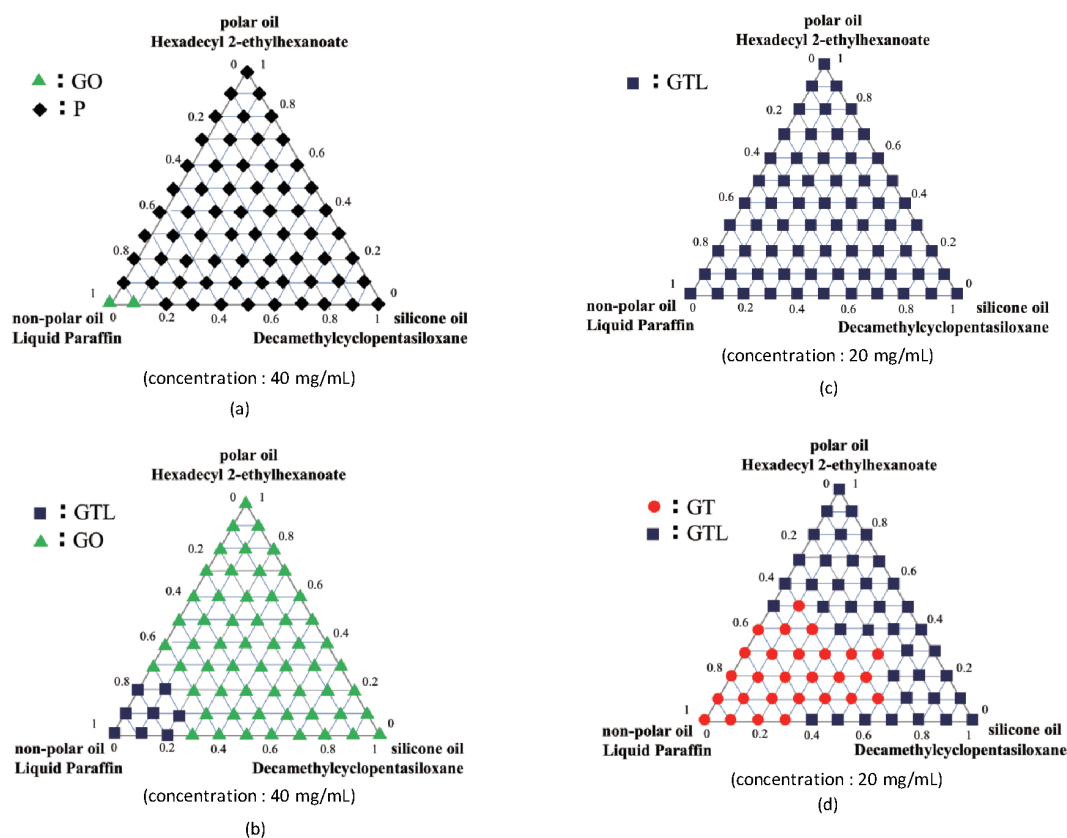 polar oil
Hexadecyl 2-ethylhexanoate
▲ : GO
◆ : P
0 1
0.2 0.8
0.4 0.6
0.6 0.4
0.8 0.2
1 0
0 0.2 0.4 0.6 0.8 1
non-polar oil silicone oil
Liquid Paraffin Decamethylcyclopentasiloxane
(concentration : 40 mg/mL)
(a)
polar oil
Hexadecyl 2-ethylhexanoate
■ : GTL
0 1
0.2 0.8
0.4 0.6
0.6 0.4
0.8 0.2
1 0
0 0.2 0.4 0.6 0.8 1
non-polar oil silicone oil
Liquid Paraffin Decamethylcyclopentasiloxane
(concentration : 20 mg/mL)
(c)
polar oil
Hexadecyl 2-ethylhexanoate
■ : GTL
▲ : GO
0 1
0.2 0.8
0.4 0.6
0.6 0.4
0.8 0.2
1 0
0 0.2 0.4 0.6 0.8 1
non-polar oil silicone oil
Liquid Paraffin Decamethylcyclopentasiloxane
(concentration : 40 mg/mL)
(b)
polar oil
Hexadecyl 2-ethylhexanoate
● : GT
■ : GTL
0 1
0.2 0.8
0.4 0.6
0.6 0.4
0.8 0.2
1 0
0 0.2 0.4 0.6 0.8 1
non-polar oil silicone oil
Liquid Paraffin Decamethylcyclopentasiloxane
(concentration : 20 mg/mL)
(d)